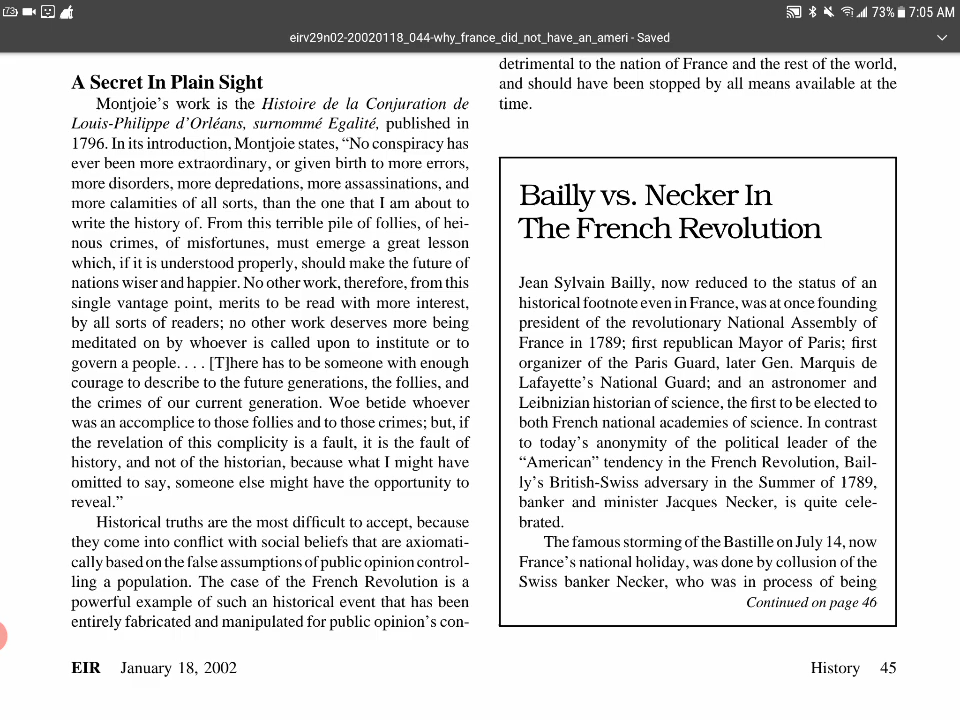 73
73%
7:05 AM
eirv29n02-20020118_044-why_france_did_not_have_an_ameri - Saved
A Secret In Plain Sight
Montjoie's work is the Histoire de la Conjuration de
Louis-Philippe d'Orléans, surnommé Egalité, published in
1796. In its introduction, Montjoie states, “No conspiracy has
ever been more extraordinary, or given birth to more errors,
more disorders, more depredations, more assassinations, and
more calamities of all sorts, than the one that I am about to
write the history of. From this terrible pile of follies, of hei-
nous crimes, of misfortunes, must emerge a great lesson
which, if it is understood properly, should make the future of
nations wiser and happier. No other work, therefore, from this
single vantage point, merits to be read with more interest,
by all sorts of readers; no other work deserves more being
meditated on by whoever is called upon to institute or to
govern a people. . . . [T]here has to be someone with enough
courage to describe to the future generations, the follies, and
the crimes of our current generation. Woe betide whoever
was an accomplice to those follies and to those crimes; but, if
the revelation of this complicity is a fault, it is the fault of
history, and not of the historian, because what I might have
omitted to say, someone else might have the opportunity to
reveal.”
Historical truths are the most difficult to accept, because
they come into conflict with social beliefs that are axiomati-
cally based on the false assumptions of public opinion control-
ling a population. The case of the French Revolution is a
powerful example of such an historical event that has been
entirely fabricated and manipulated for public opinion's con-
detrimental to the nation of France and the rest of the world,
and should have been stopped by all means available at the
time.
Bailly vs. Necker In
The French Revolution
Jean Sylvain Bailly, now reduced to the status of an
historical footnote even in France, was at once founding
president of the revolutionary National Assembly of
France in 1789; first republican Mayor of Paris; first
organizer of the Paris Guard, later Gen. Marquis de
Lafayette's National Guard; and an astronomer and
Leibnizian historian of science, the first to be elected to
both French national academies of science. In contrast
to today's anonymity of the political leader of the
“American” tendency in the French Revolution, Bail-
ly's British-Swiss adversary in the Summer of 1789,
banker and minister Jacques Necker, is quite cele-
brated.
The famous storming of the Bastille on July 14, now
France's national holiday, was done by collusion of the
Swiss banker Necker, who was in process of being
Continued on page 46
EIR January 18, 2002
History 45